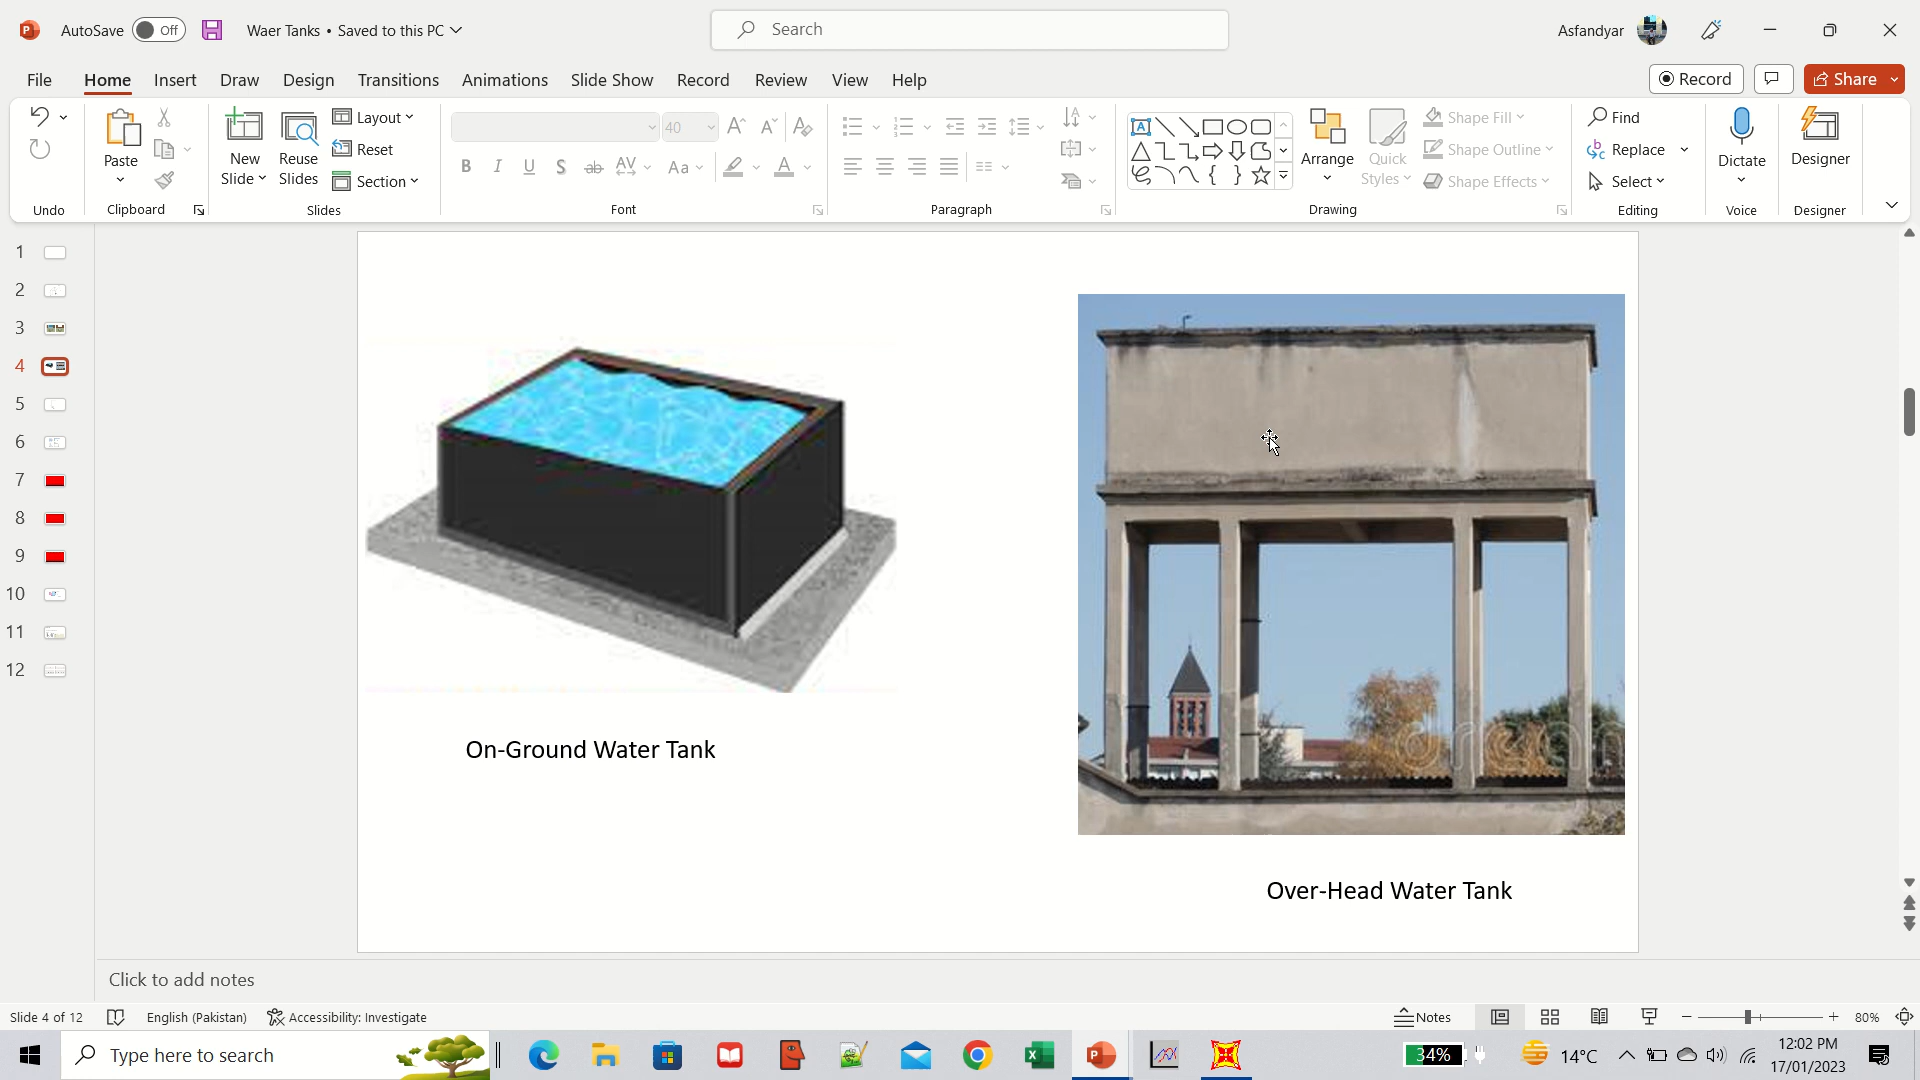 AutoSave Off Waer Tanks • Saved to this PC Search Asfandyar
File Home Insert Draw Design Transitions Animations Slide Show Record Review View Help Record Share
Paste
Clipboard
Undo
New Slide
Reuse Slides
Layout
Reset
Section
Slides
40
Font
Paragraph
Arrange
Quick Styles
Shape Fill
Shape Outline
Shape Effects
Drawing
Find
Replace
Select
Editing
Dictate
Voice
Designer
Designer
1
2
3
4
5
6
7
8
9
10
11
12
On-Ground Water Tank
Over-Head Water Tank
Click to add notes
Slide 4 of 12 English (Pakistan) Accessibility: Investigate Notes 80%
Type here to search 34% 14°C 12:02 PM
17/01/2023